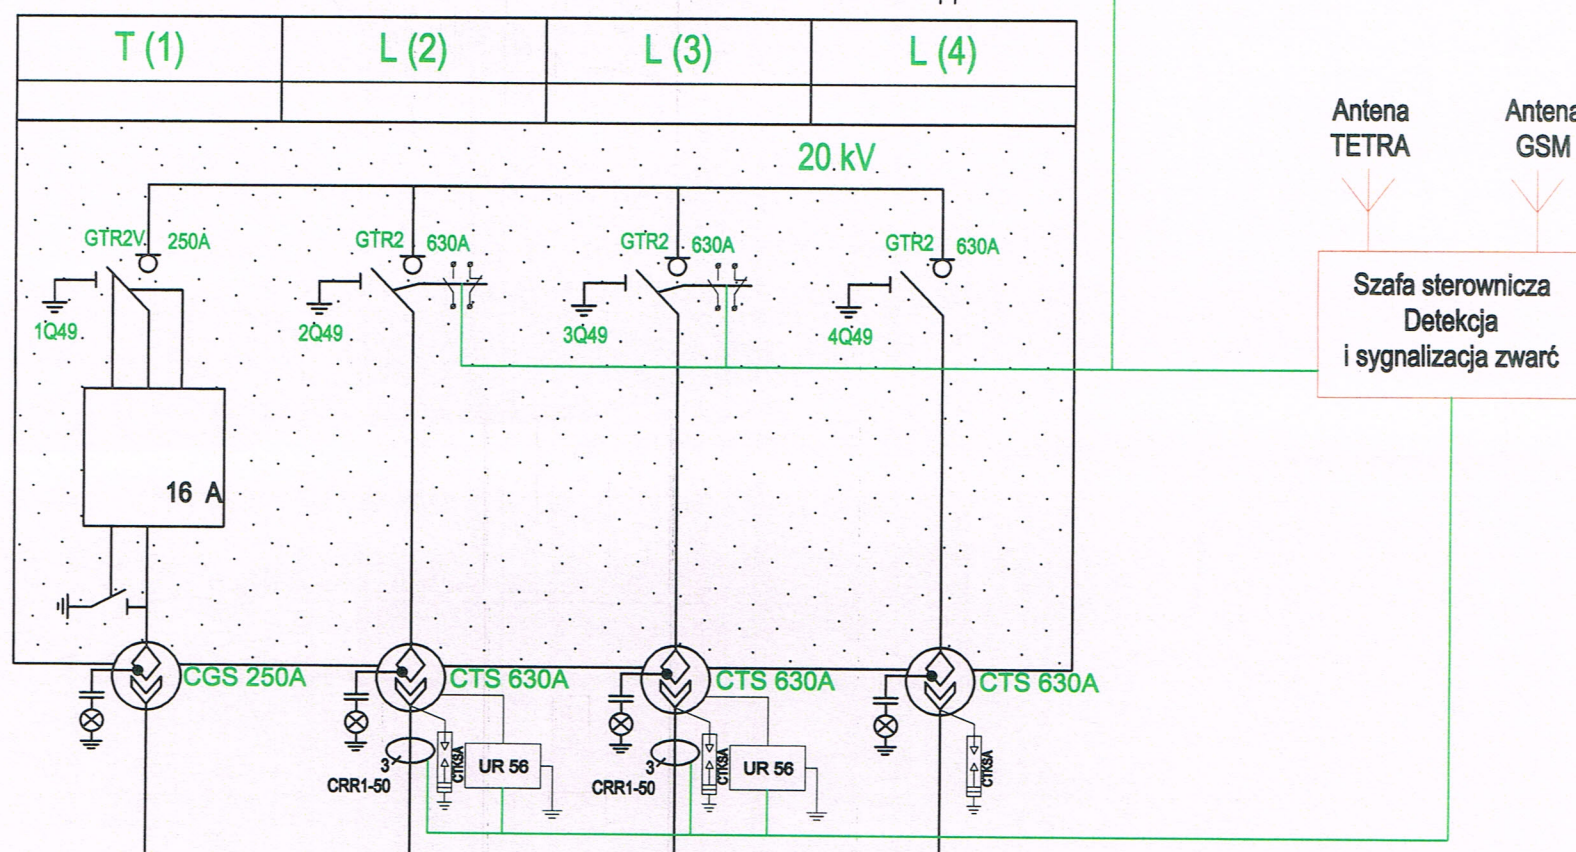 T (1) L (2) L (3) L (4)
20 kV
Antena TETRA
Antena GSM
GTR2V 250A
GTR2 630A
GTR2 630A
GTR2 630A
1Q49
2Q49
3Q49
4Q49
Szafa sterownicza
Detekcja
i sygnalizacja zwarć
16 A
CGS 250A
CTS 630A
CTS 630A
CTS 630A
3
CRR1-50
CTKSA
UR 56
3
CRR1-50
CTKSA
UR 56
CTKSA